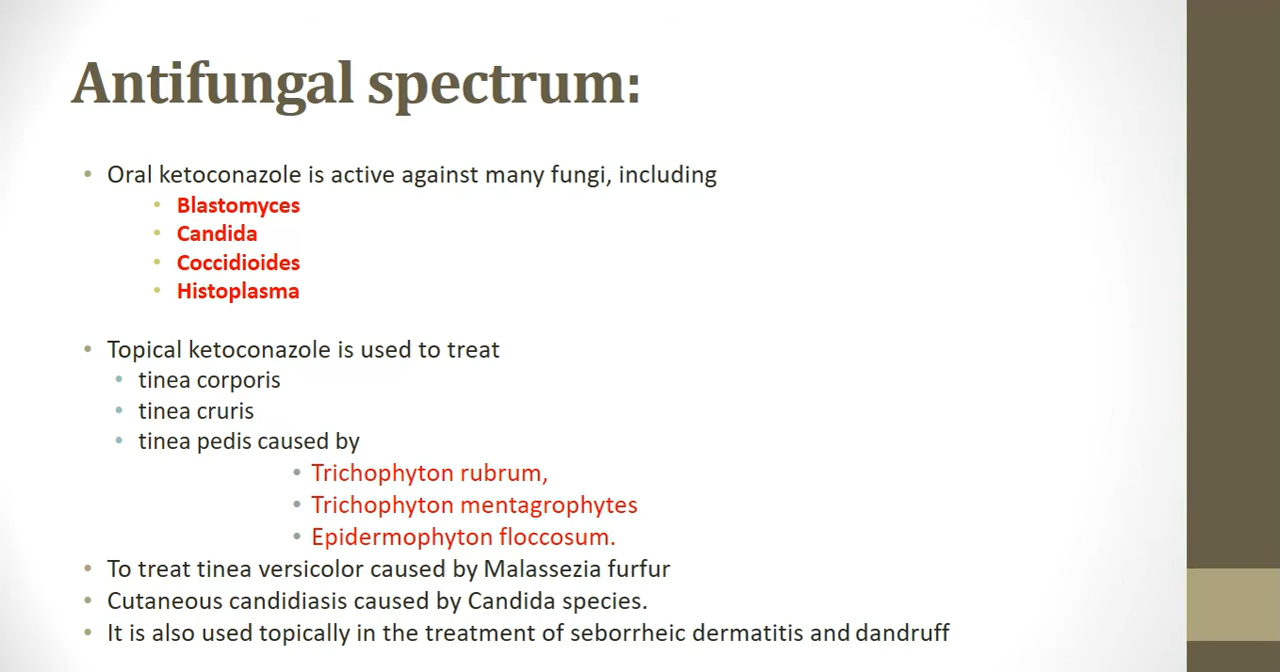 Antifungal spectrum:
• Oral ketoconazole is active against many fungi, including
• Blastomyces
• Candida
• Coccidioides
• Histoplasma
• Topical ketoconazole is used to treat
• tinea corporis
• tinea cruris
• tinea pedis caused by
• Trichophyton rubrum,
• Trichophyton mentagrophytes
• Epidermophyton floccosum.
• To treat tinea versicolor caused by Malassezia furfur
• Cutaneous candidiasis caused by Candida species.
• It is also used topically in the treatment of seborrheic dermatitis and dandruff